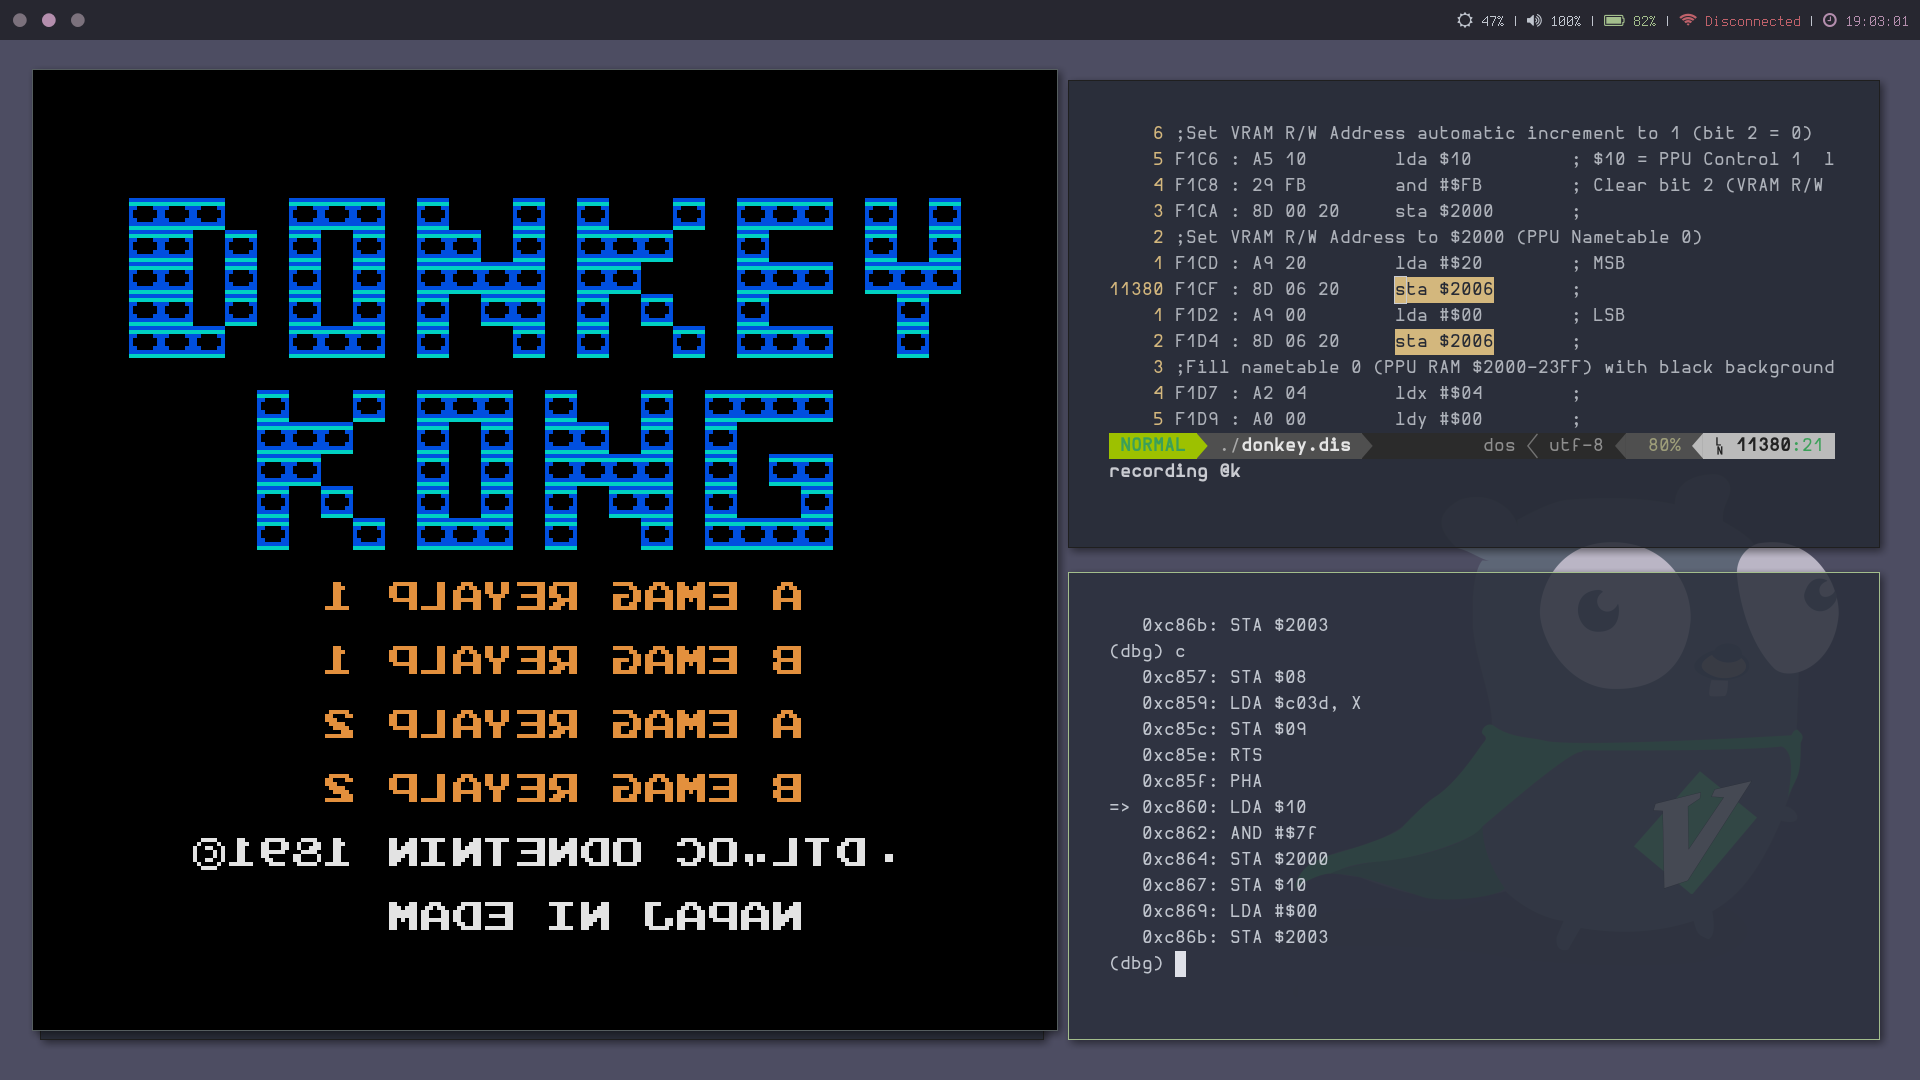 47% | 100% | 82% | Disconnected | 19:03:01
DONKEY
KONG
1 PLAYER GAME A
1 PLAYER GAME B
2 PLAYER GAME A
2 PLAYER GAME B
©1981 NINTENDO CO.,LTD.
MADE IN JAPAN
6 ;Set VRAM R/W Address automatic increment to 1 (bit 2 = 0)
5 F1C6 : A5 10 lda $10 ; $10 = PPU Control 1 l
4 F1C8 : 29 FB and #$FB ; Clear bit 2 (VRAM R/W
3 F1CA : 8D 00 20 sta $2000 ;
2 ;Set VRAM R/W Address to $2000 (PPU Nametable 0)
1 F1CD : A9 20 lda #$20 ; MSB
11380 F1CF : 8D 06 20 sta $2006 ;
1 F1D2 : A9 00 lda #$00 ; LSB
2 F1D4 : 8D 06 20 sta $2006 ;
3 ;Fill nametable 0 (PPU RAM $2000-23FF) with black background
4 F1D7 : A2 04 ldx #$04 ;
5 F1D9 : A0 00 ldy #$00 ;
NORMAL ./donkey.dis dos utf-8 80% LN 11380:21
recording @k
0xc86b: STA $2003
(dbg) c
0xc857: STA $08
0xc859: LDA $c03d, X
0xc85c: STA $09
0xc85e: RTS
0xc85f: PHA
=> 0xc860: LDA $10
0xc862: AND #$7f
0xc864: STA $2000
0xc867: STA $10
0xc869: LDA #$00
0xc86b: STA $2003
(dbg)
V